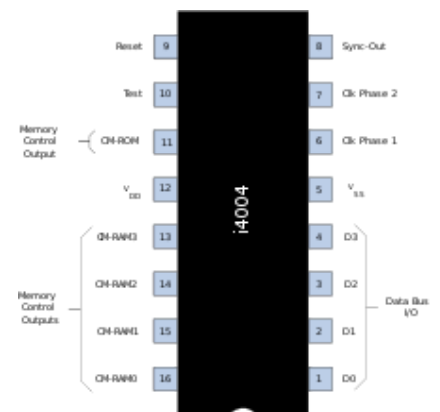 Reset 9 8 Sync-Out
Test 10 7 Clk Phase 2
Memory
Control
Output
CM-ROM 11 6 Clk Phase 1
VDD 12 5 VSS
i4004
CM-RAM3 13 4 D3
CM-RAM2 14 3 D2
Memory
Control
Outputs
Data Bus
I/O
CM-RAM1 15 2 D1
CM-RAM0 16 1 D0